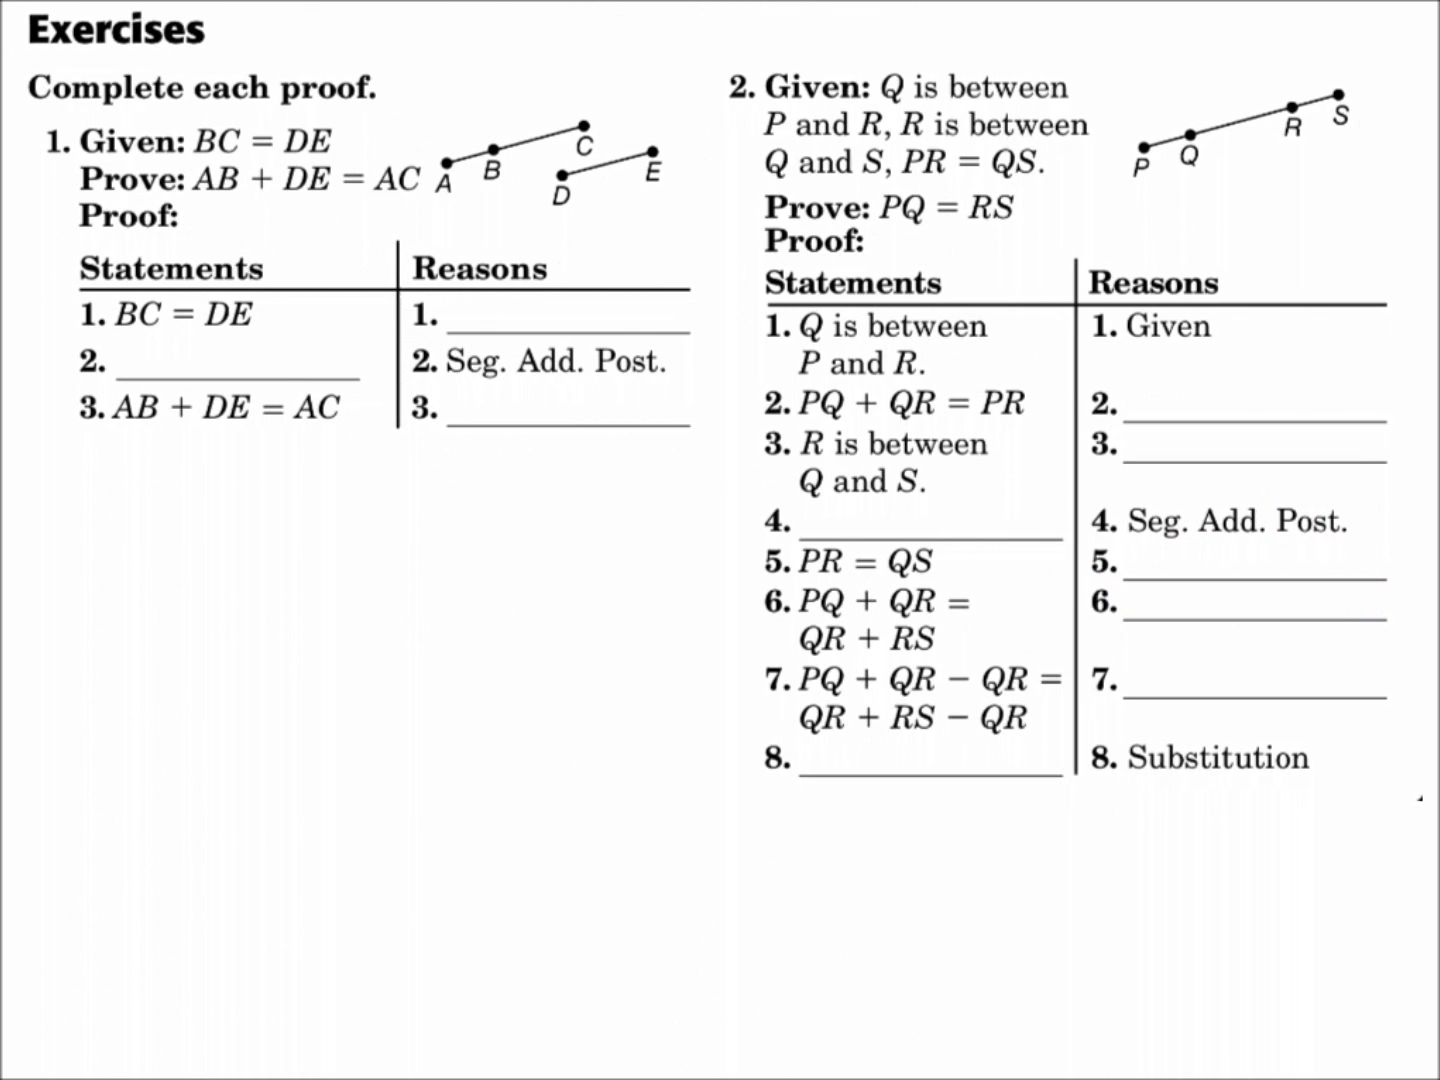 Exercises
Complete each proof.
1. Given: BC = DE
Prove: AB + DE = AC
Proof:
A
B
C
D
E
Statements
Reasons
1. BC = DE
1.
2.
2. Seg. Add. Post.
3. AB + DE = AC
3.
2. Given: Q is between
P and R, R is between
Q and S, PR = QS.
Prove: PQ = RS
Proof:
P
Q
R
S
Statements
Reasons
1. Q is between
P and R.
1. Given
2. PQ + QR = PR
2.
3. R is between
Q and S.
3.
4.
4. Seg. Add. Post.
5. PR = QS
5.
6. PQ + QR =
QR + RS
6.
7. PQ + QR − QR =
QR + RS − QR
7.
8.
8. Substitution